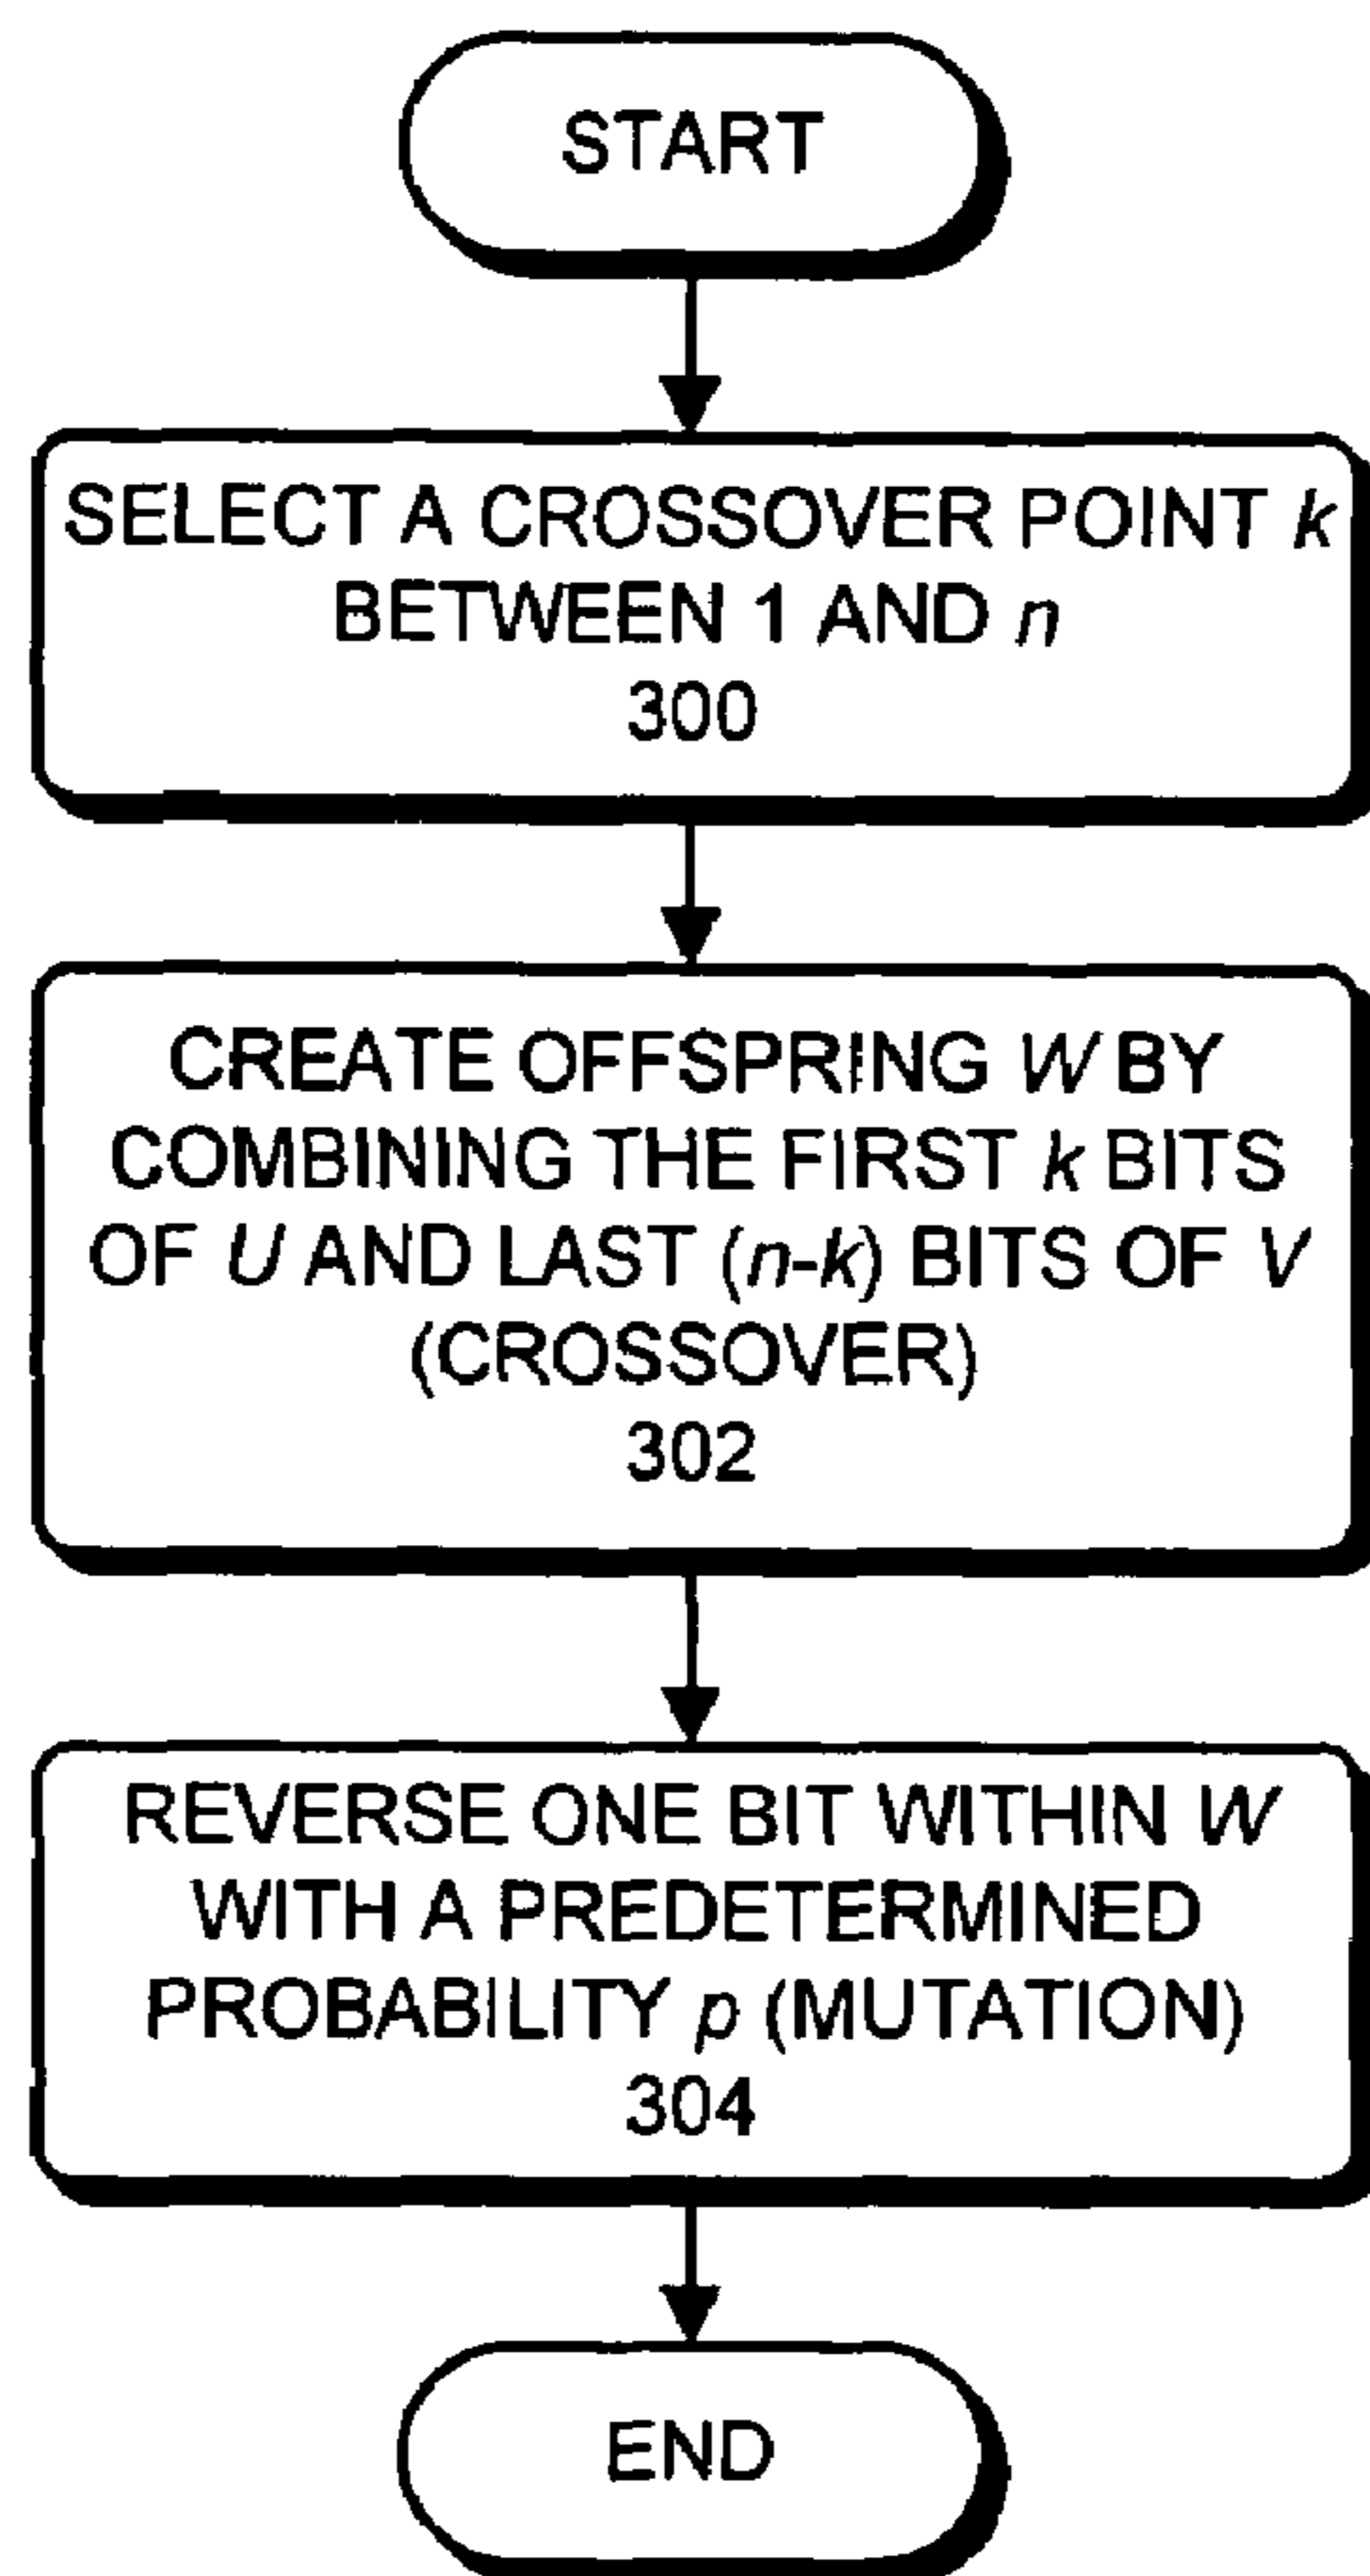 START
SELECT A CROSSOVER POINT k
BETWEEN 1 AND n
300
CREATE OFFSPRING W BY
COMBINING THE FIRST k BITS
OF U AND LAST (n-k) BITS OF V
(CROSSOVER)
302
REVERSE ONE BIT WITHIN W
WITH A PREDETERMINED
PROBABILITY p (MUTATION)
304
END